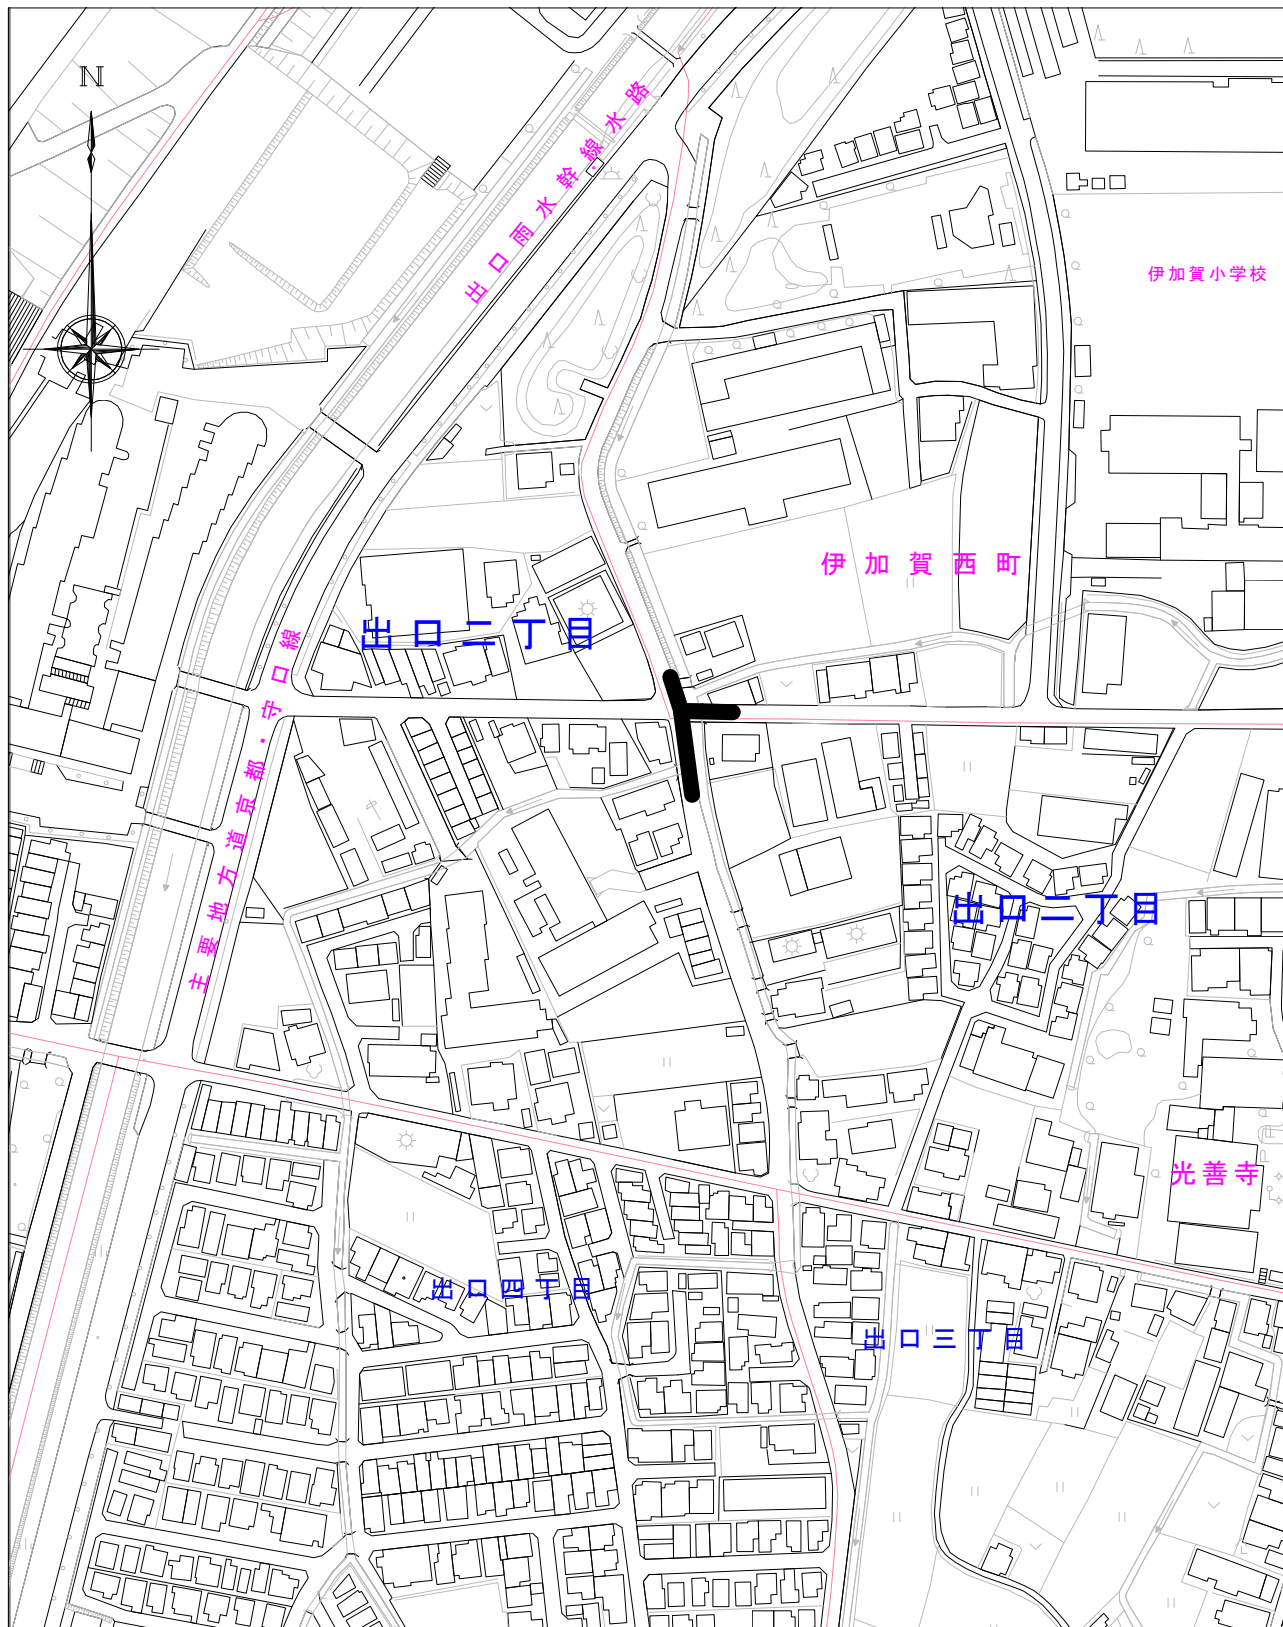 N
出口雨水幹線水路
伊加賀小学校
伊加賀西町
出口二丁目
主要地方道京都・守口線
出口二丁目
光善寺
出口四丁目
出口三丁目